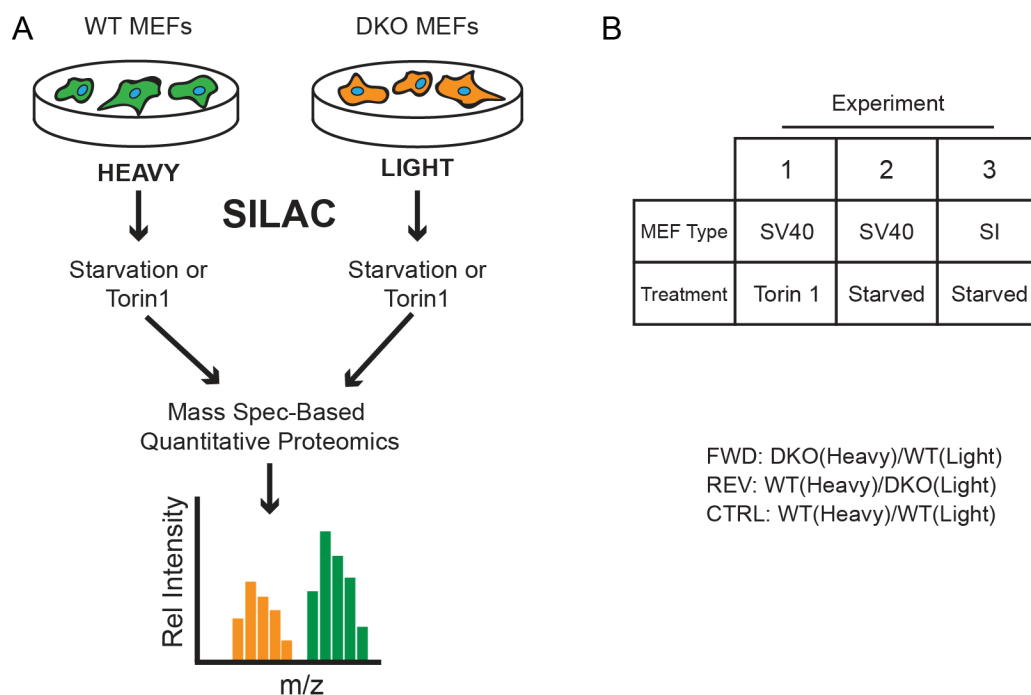 A
WT MEFs
DKO MEFs
HEAVY
LIGHT
SILAC
Starvation or
Torin1
Starvation or
Torin1
Mass Spec-Based
Quantitative Proteomics
Rel Intensity
m/z
B
Experiment
1 2 3
MEF Type SV40 SV40 SI
Treatment Torin 1 Starved Starved
FWD: DKO(Heavy)/WT(Light)
REV: WT(Heavy)/DKO(Light)
CTRL: WT(Heavy)/WT(Light)